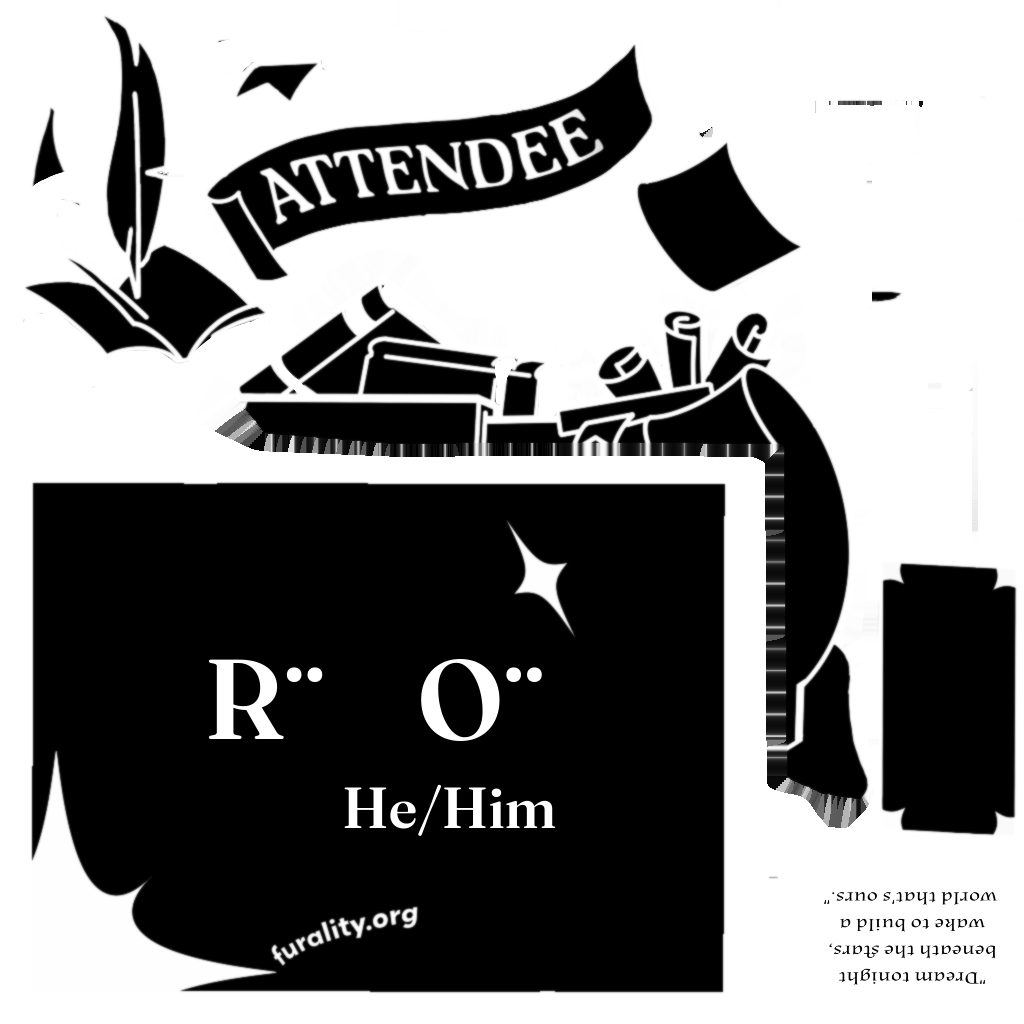 ATTENDEE
R¨ O¨
He/Him
furality.org
"Dream tonight
beneath the stars,
wake to build a
world that's ours."